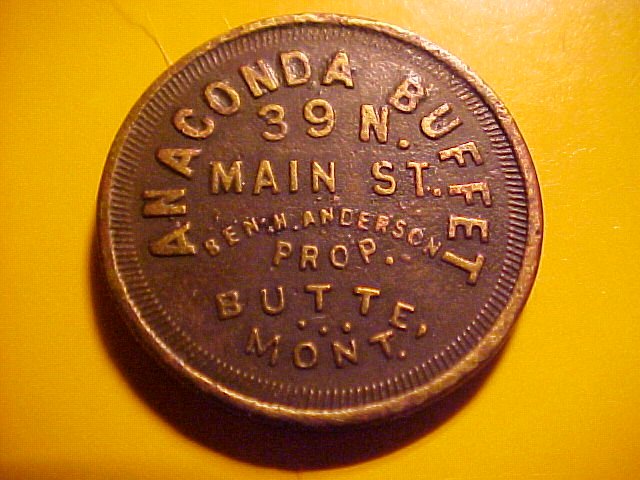 ANACONDA BUFFET
39 N.
MAIN ST.
BEN. H. ANDERSON
PROP.
BUTTE,
...
MONT.